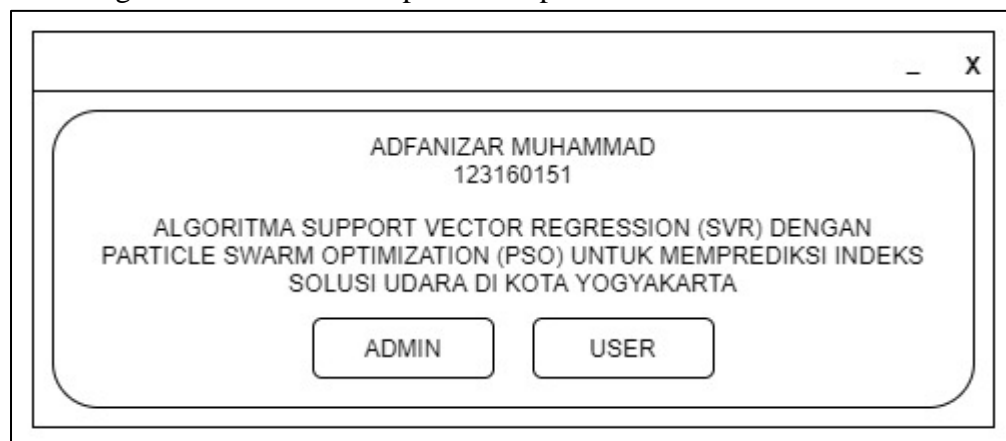 _ X
ADFANIZAR MUHAMMAD
123160151
ALGORITMA SUPPORT VECTOR REGRESSION (SVR) DENGAN
PARTICLE SWARM OPTIMIZATION (PSO) UNTUK MEMPREDIKSI INDEKS
SOLUSI UDARA DI KOTA YOGYAKARTA
ADMIN USER